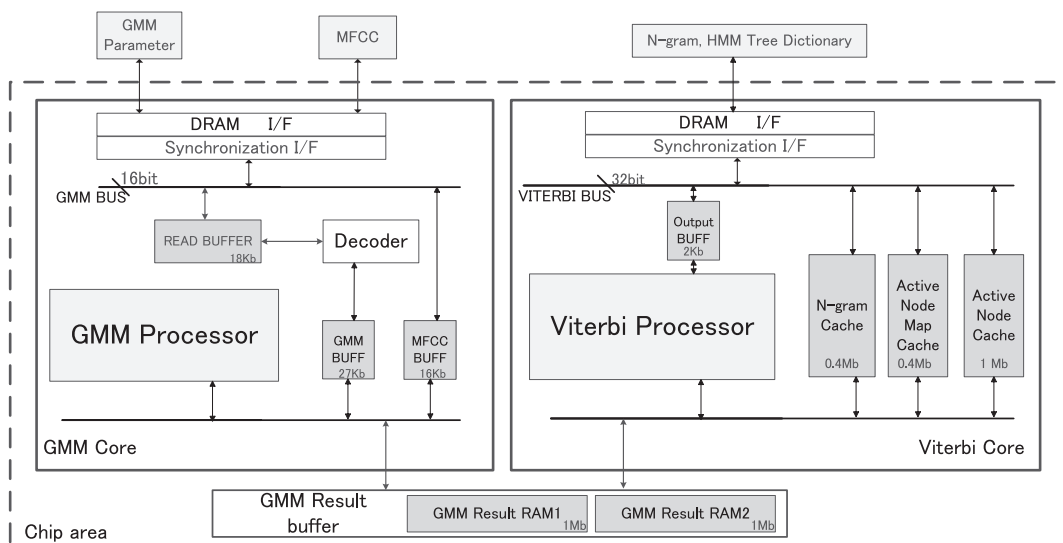 GMM
Parameter
MFCC
N-gram, HMM Tree Dictionary
DRAM I/F
Synchronization I/F
16bit
GMM BUS
READ BUFFER
18Kb
Decoder
GMM Processor
GMM
BUFF
27Kb
MFCC
BUFF
16Kb
GMM Core
DRAM I/F
Synchronization I/F
32bit
VITERBI BUS
Output
BUFF
2Kb
Viterbi Processor
N-gram
Cache
0.4Mb
Active
Node
Map
Cache
0.4Mb
Active
Node
Cache
1 Mb
Viterbi Core
GMM Result
buffer
GMM Result RAM1
1Mb
GMM Result RAM2
1Mb
Chip area